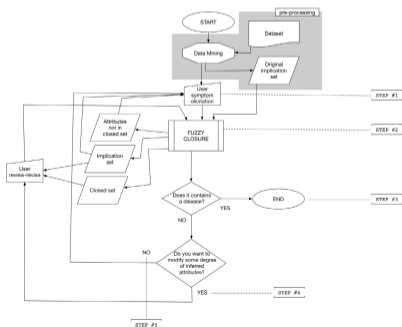 pre-processing
START
Dataset
Data Mining
Original
implication
set
User
symptom
elicitation
STEP #1
Attributes
not in
closed set
FUZZY
CLOSURE
STEP #2
Implication
set
User
review-revise
Closed set
Does it contains
a disease?
YES
END
STEP #3
NO
NO
Do you want to
modify some degree
of inferred
attributes?
YES
STEP #4
STEP #5